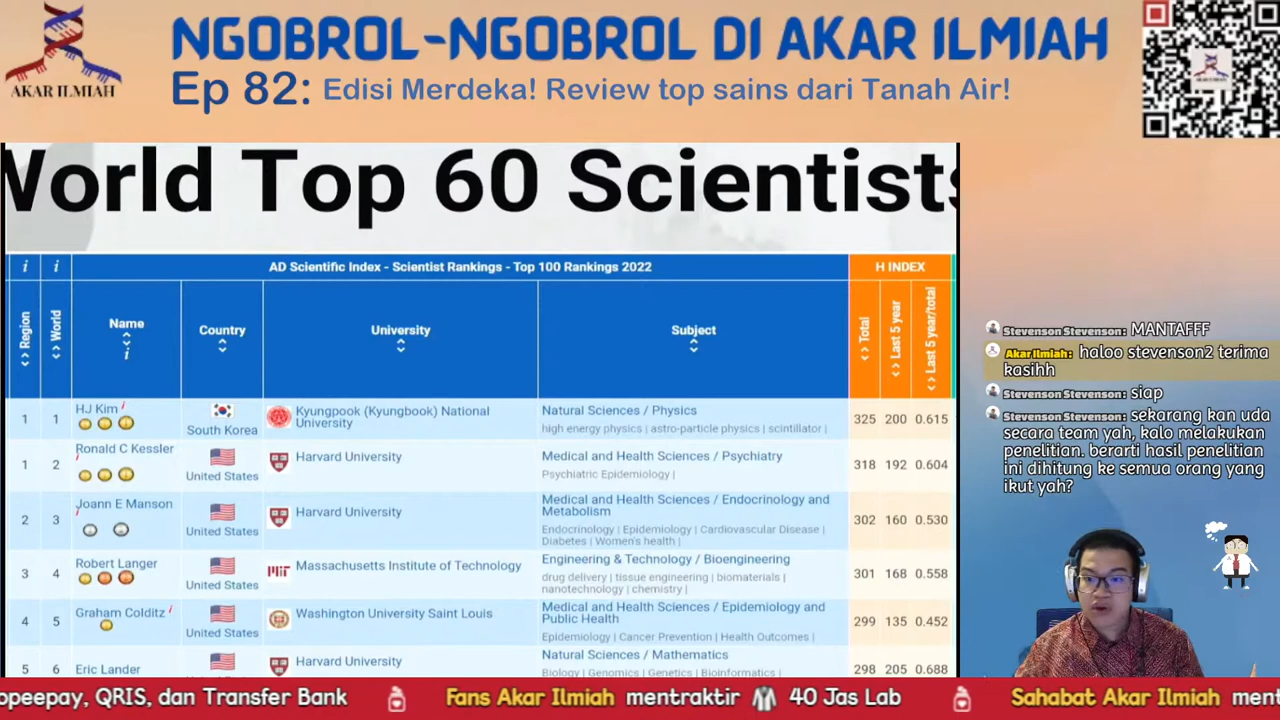 NGOBROL-NGOBROL DI AKAR ILMIAH
Ep 82: Edisi Merdeka! Review top sains dari Tanah Air!
AKAR ILMIAH
World Top 60 Scientists
i i AD Scientific Index - Scientist Rankings - Top 100 Rankings 2022 H INDEX
Region World Name Country University Subject Total Last 5 year Last 5 year/total
i
1 1 HJ Kim i South Korea Kyungpook (Kyungbook) National University Natural Sciences / Physics 325 200 0.615
high energy physics | astro-particle physics | scintillator |
1 2 Ronald C Kessler i United States Harvard University Medical and Health Sciences / Psychiatry 318 192 0.604
Psychiatric Epidemiology |
2 3 Joann E Manson i United States Harvard University Medical and Health Sciences / Endocrinology and Metabolism 302 160 0.530
Endocrinology | Epidemiology | Cardiovascular Disease | Diabetes | Women's health |
3 4 Robert Langer United States MIT Massachusetts Institute of Technology Engineering & Technology / Bioengineering 301 168 0.558
drug delivery | tissue engineering | biomaterials | nanotechnology | chemistry |
4 5 Graham Colditz i United States Washington University Saint Louis Medical and Health Sciences / Epidemiology and Public Health 299 135 0.452
Epidemiology | Cancer Prevention | Health Outcomes |
5 6 Eric Lander Harvard University Natural Sciences / Mathematics 298 205 0.688
Biology | Genomics | Genetics | Bioinformatics |
Stevenson Stevenson: MANTAFFF
Akar Ilmiah: haloo stevenson2 terima
kasihh
Stevenson Stevenson: siap
Stevenson Stevenson: sekarang kan uda
secara team yah, kalo melakukan
penelitian. berarti hasil penelitian
ini dihitung ke semua orang yang
ikut yah?
opeepay, QRIS, dan Transfer Bank Fans Akar Ilmiah mentraktir 40 Jas Lab Sahabat Akar Ilmiah ment